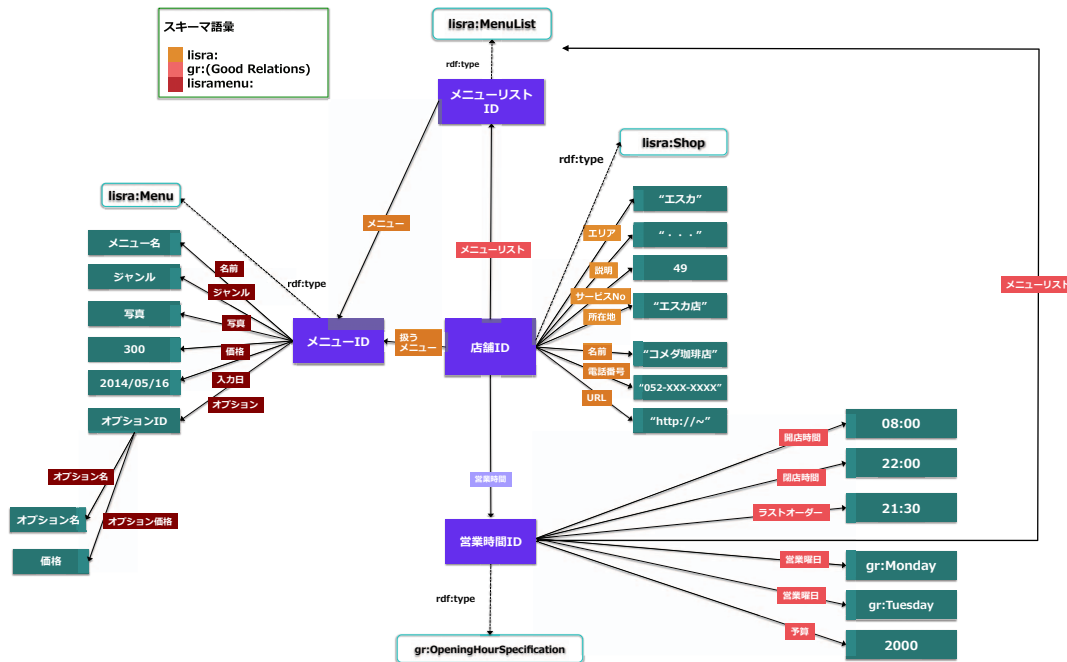 スキーマ語彙
lisra:
gr:(Good Relations)
lisramenu:
lisra:MenuList
rdf:type
メニューリスト
ID
lisra:Shop
rdf:type
lisra:Menu
rdf:type
メニュー
メニューリスト
メニューリスト
エリア
説明
サービスNo
所在地
名前
電話番号
URL
“エスカ”
“・・・”
49
“エスカ店”
“コメダ珈琲店”
“052-XXX-XXXX”
“http://~”
メニュー名
ジャンル
写真
300
2014/05/16
オプションID
名前
ジャンル
写真
価格
入力日
オプション
メニューID
扱う
メニュー
店舗ID
オプション名
オプション価格
オプション名
価格
営業時間
営業時間ID
開店時間
閉店時間
ラストオーダー
営業曜日
営業曜日
予算
08:00
22:00
21:30
gr:Monday
gr:Tuesday
2000
rdf:type
gr:OpeningHourSpecification